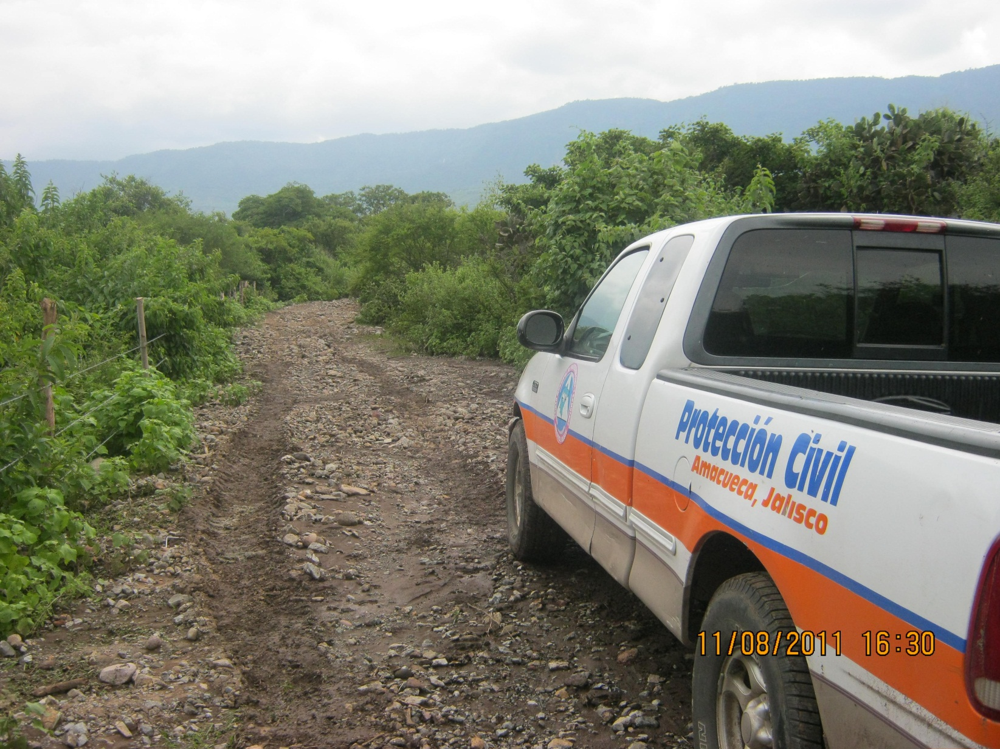 Protección Civil
Amacueca, Jalisco
11/08/2011 16:30